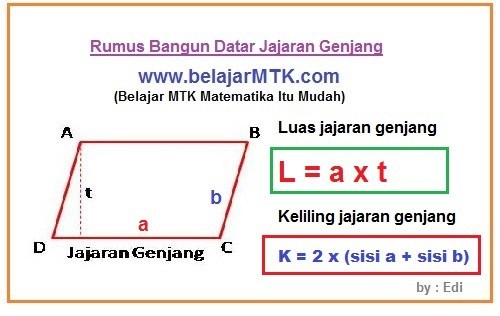 Rumus Bangun Datar Jajaran Genjang
www.belajarMTK.com
(Belajar MTK Matematika Itu Mudah)
A
B
t
b
a
D
Jajaran Genjang
C
Luas jajaran genjang
L = a x t
Keliling jajaran genjang
K = 2 x (sisi a + sisi b)
by : Edi